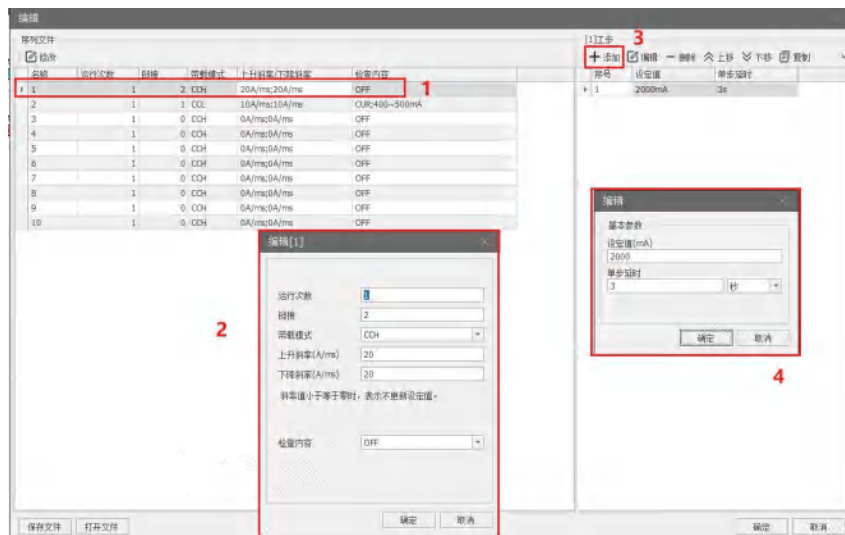 编辑
序列文件
修改
名称 运行次数 链接 带载模式 上升斜率/下降斜率 检查内容
1 1 2 CCH 20A/ms;20A/ms OFF
2 1 1 CCL 10A/ms;10A/ms CUR;400~500mA
3 1 0 CCH 0A/ms;0A/ms OFF
4 1 0 CCH 0A/ms;0A/ms OFF
5 1 0 CCH 0A/ms;0A/ms OFF
6 1 0 CCH 0A/ms;0A/ms OFF
7 1 0 CCH 0A/ms;0A/ms OFF
8 1 0 CCH 0A/ms;0A/ms OFF
9 1 0 CCH 0A/ms;0A/ms OFF
10 1 0 CCH 0A/ms;0A/ms OFF
1
2
编辑[1]
运行次数 1
链接 2
带载模式 CCH
上升斜率(A/ms) 20
下降斜率(A/ms) 20
斜率值小于等于零时，表示不更新设定值。
检查内容 OFF
确定 取消
保存文件 打开文件
[1]工步
3
添加 编辑 删除 上移 下移 复制
序号 设定值 单步延时
1 2000mA 3s
编辑
基本参数
设定值(mA)
2000
单步延时
3 秒
确定 取消
4
确定 取消